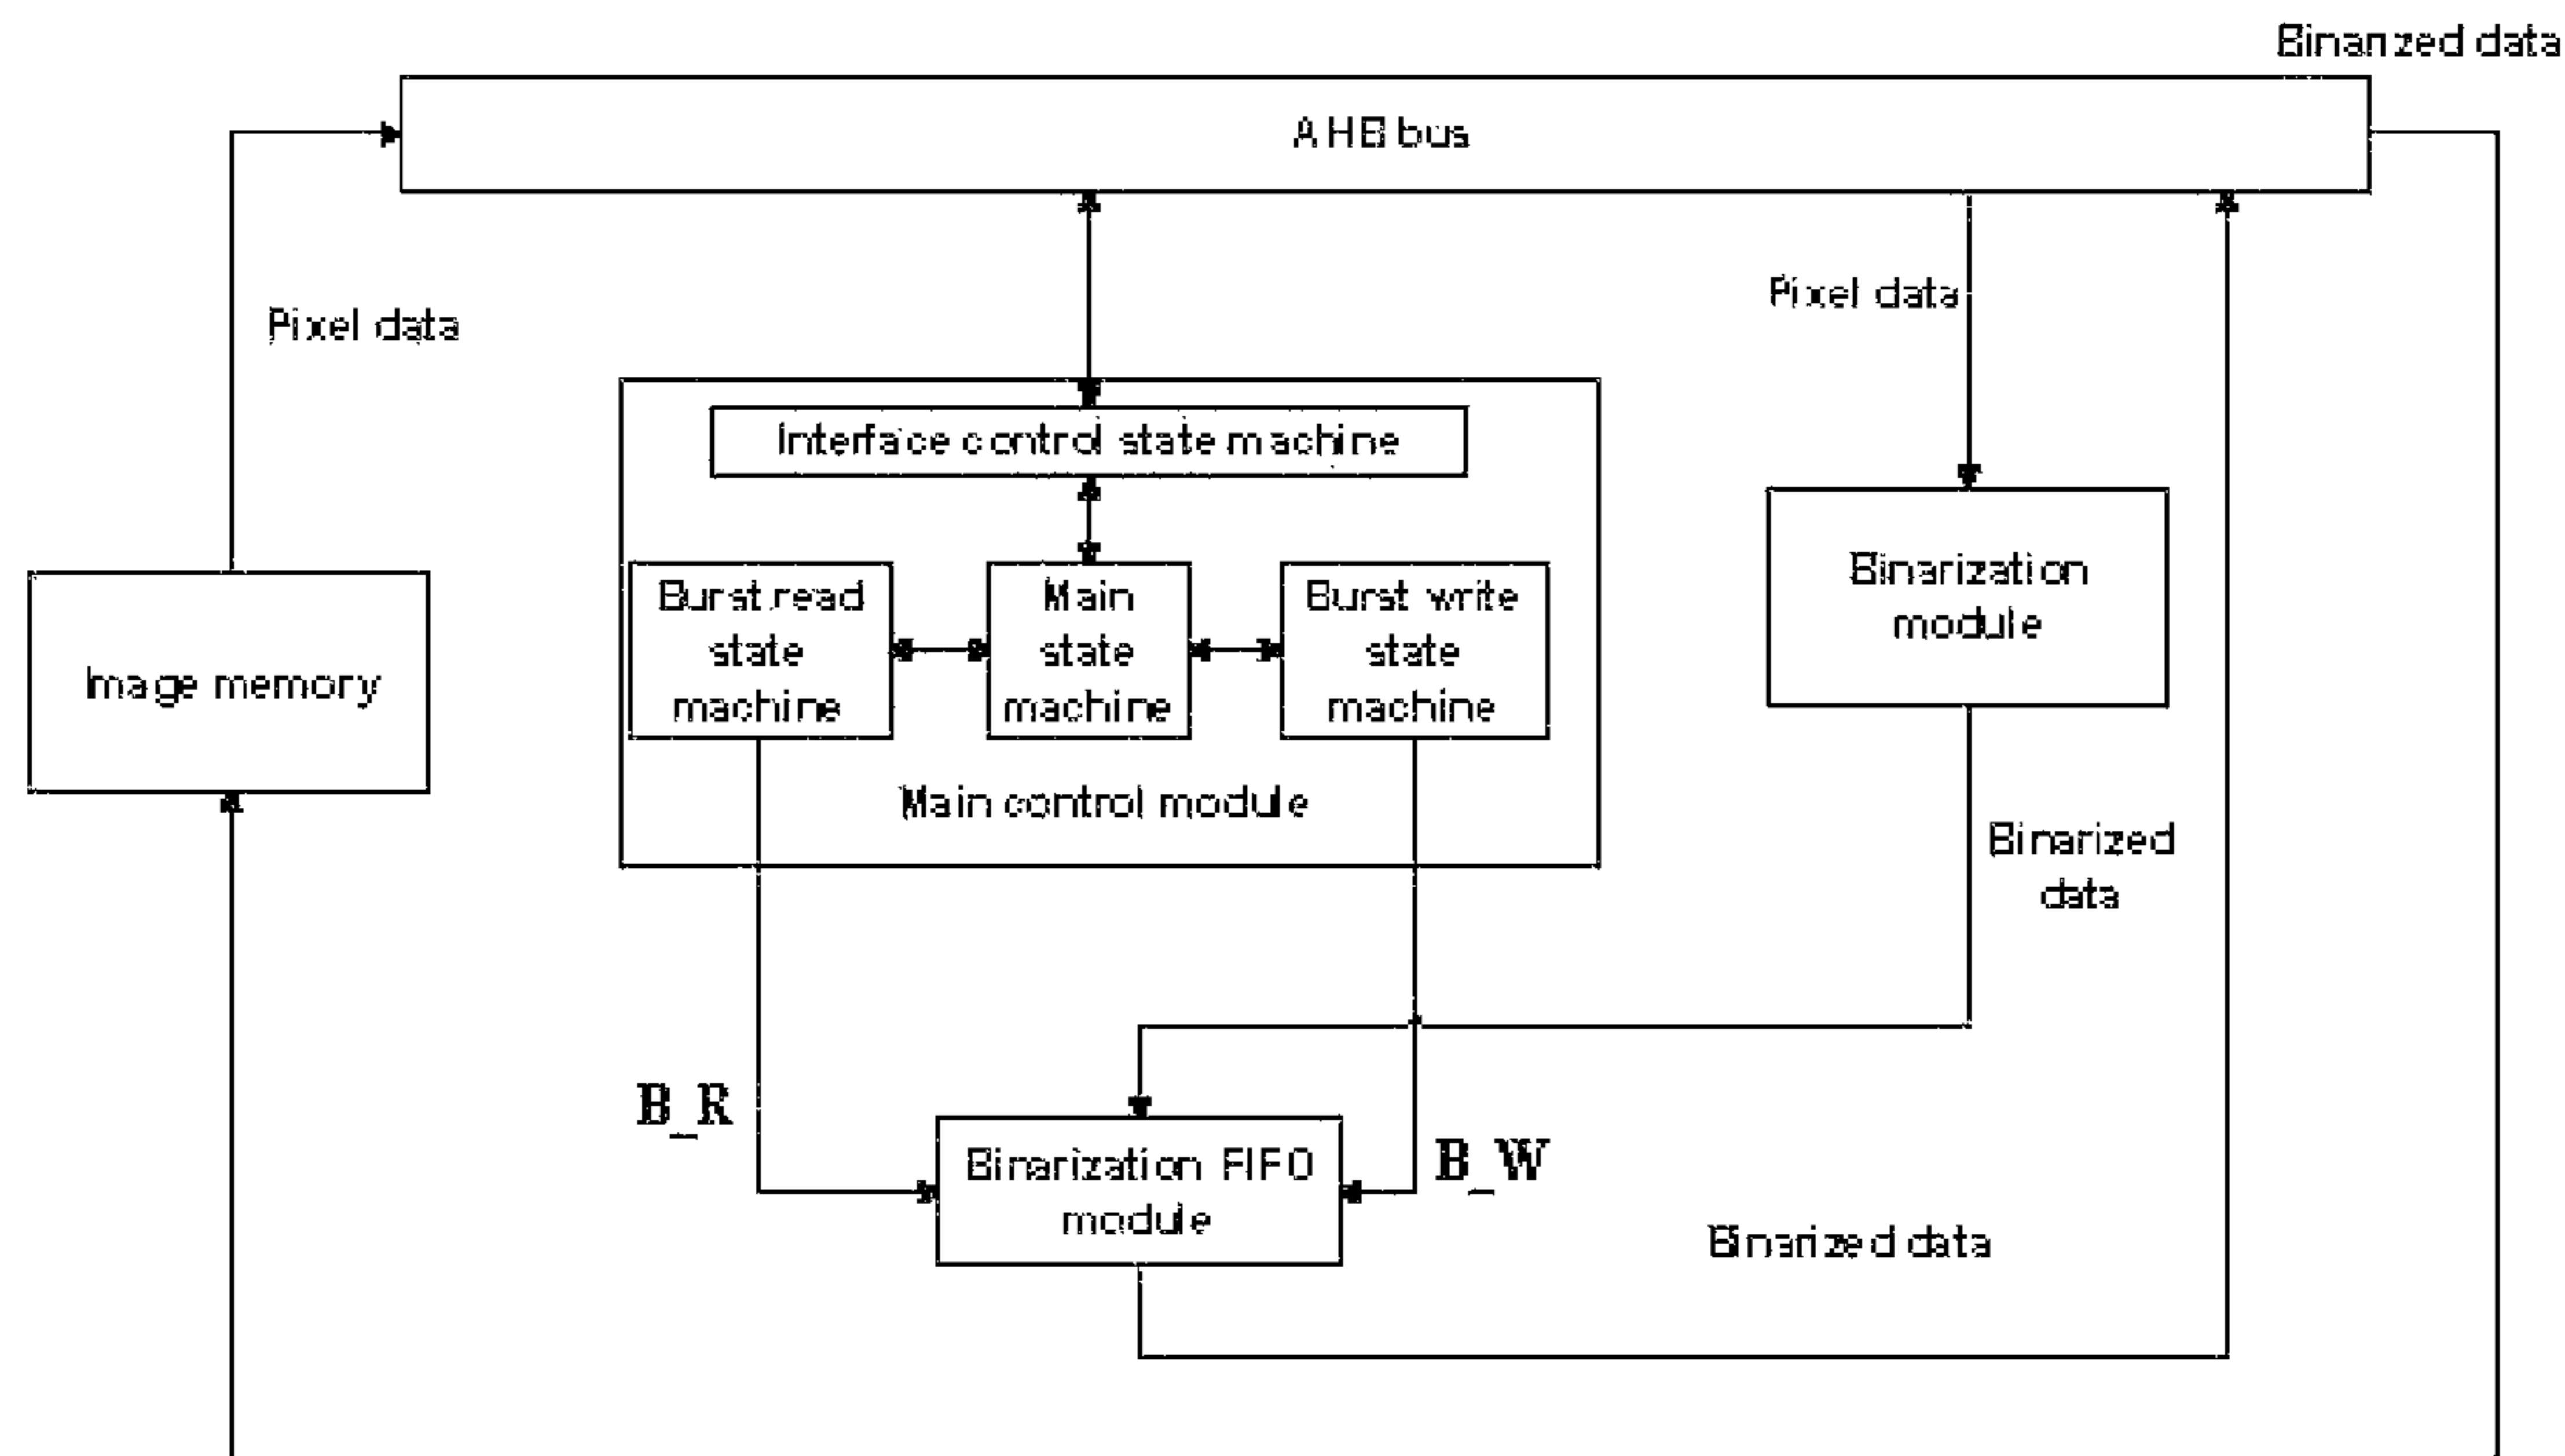 Binarized data
AHB bus
Pixel data
Pixel data
Interface control state machine
Burst read
state
machine
Main
state
machine
Burst write
state
machine
Binarization
module
Image memory
Main control module
Binarized
data
B_R
B_W
Binarization FIFO
module
Binarized data